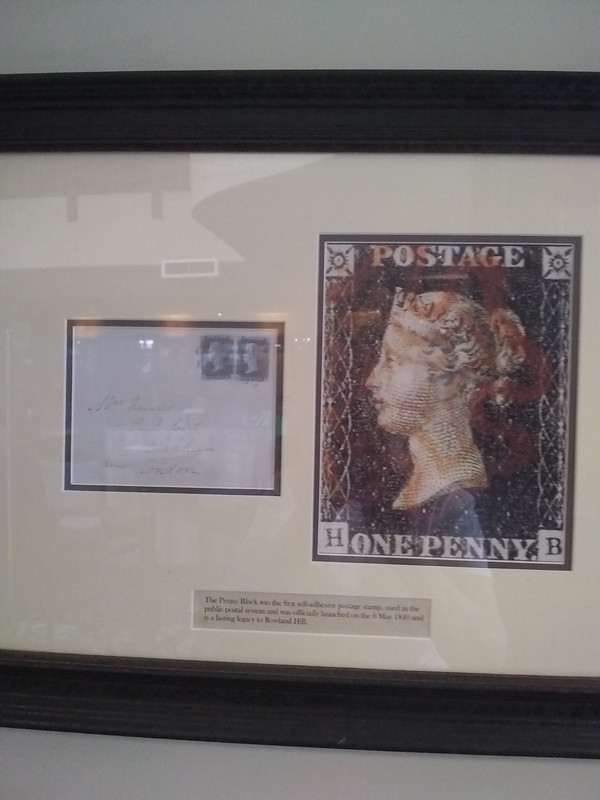 POSTAGE
H ONE PENNY. B
London
The Penny Black was the first self-adhesive postage stamp, used in the
public postal system and was officially launched on the 6 May 1840 and
is a lasting legacy to Rowland Hill.